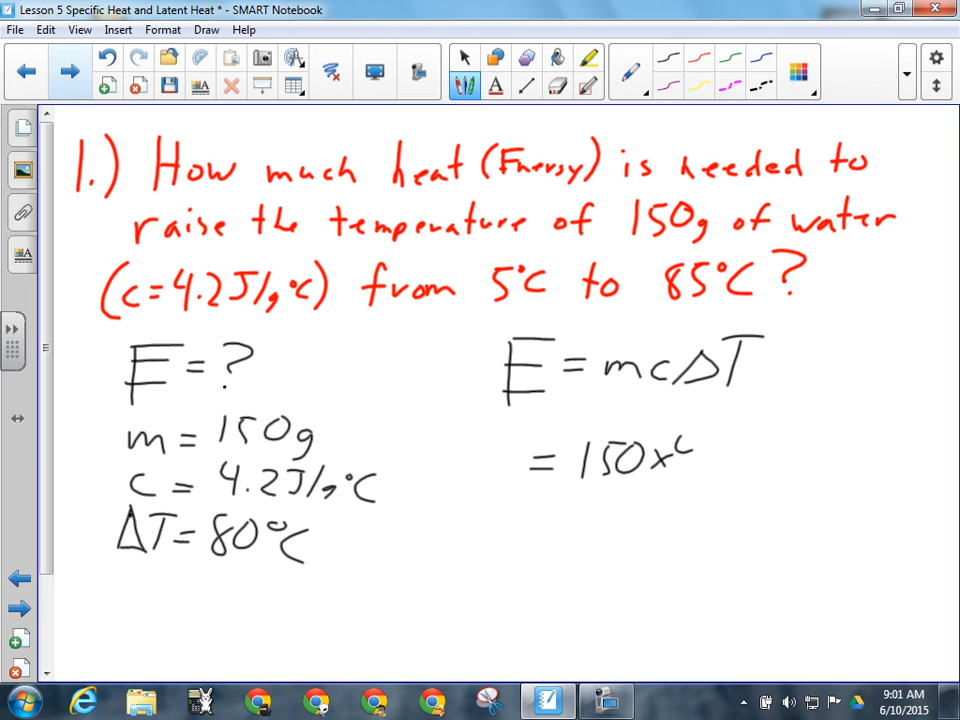 Lesson 5 Specific Heat and Latent Heat * - SMART Notebook
File Edit View Insert Format Draw Help
1.) How much heat (Energy) is needed to
raise the temperature of 150g of water
(c=4.2J/g°C) from 5°C to 85°C?
E = ?
m = 150g
c = 4.2J/g°C
ΔT = 80°C
E = mcΔT
= 150x
9:01 AM
6/10/2015